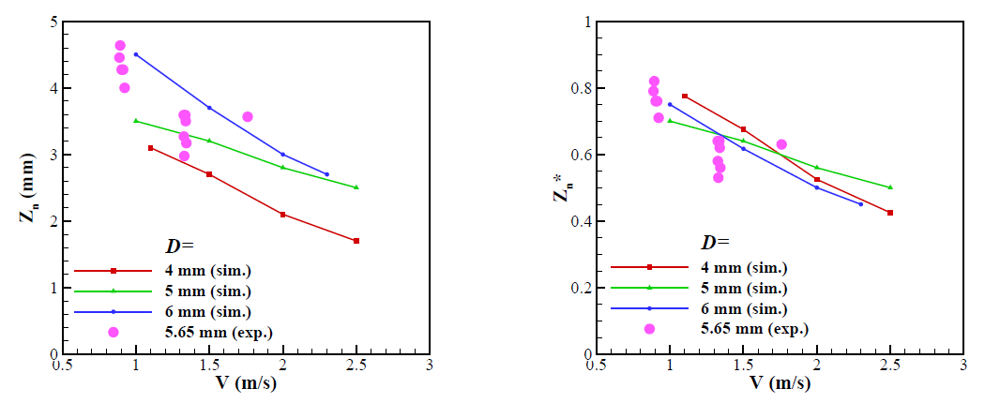 5
4
3
2
1
0
0.5 1 1.5 2 2.5 3
Zn (mm)
V (m/s)
D=
4 mm (sim.)
5 mm (sim.)
6 mm (sim.)
5.65 mm (exp.)
1
0.8
0.6
0.4
0.2
0
0.5 1 1.5 2 2.5 3
Zn*
V (m/s)
D=
4 mm (sim.)
5 mm (sim.)
6 mm (sim.)
5.65 mm (exp.)